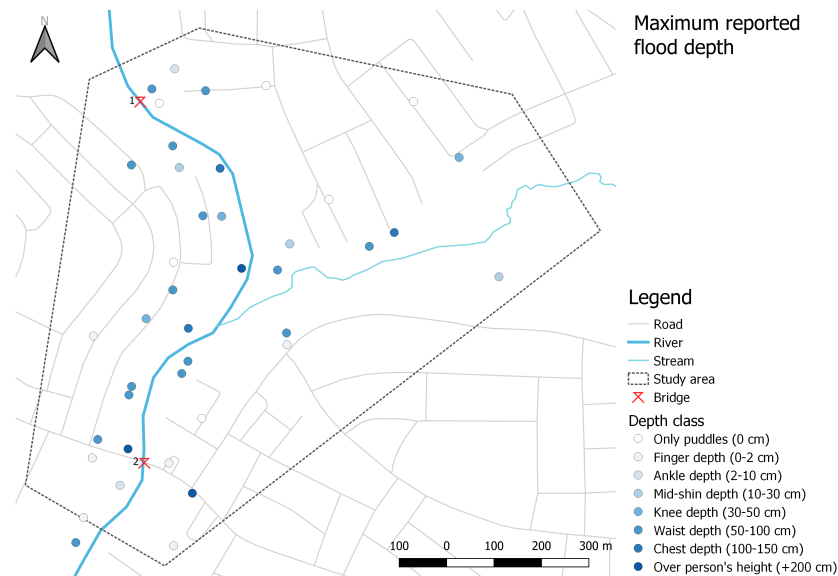 N
Maximum reported
flood depth
1
2
Legend
Road
River
Stream
Study area
Bridge
Depth class
Only puddles (0 cm)
Finger depth (0-2 cm)
Ankle depth (2-10 cm)
Mid-shin depth (10-30 cm)
Knee depth (30-50 cm)
Waist depth (50-100 cm)
Chest depth (100-150 cm)
Over person's height (+200 cm)
100 0 100 200 300 m